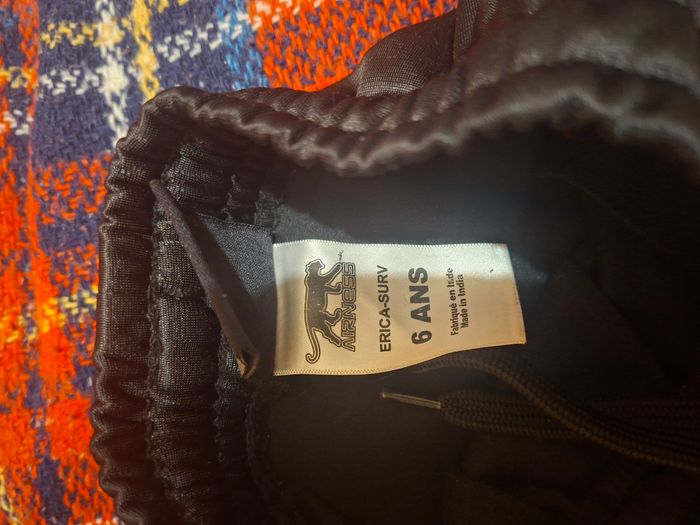 AIRNESS
ERICA-SURV
6 ANS
Fabriqué en Inde
Made in India